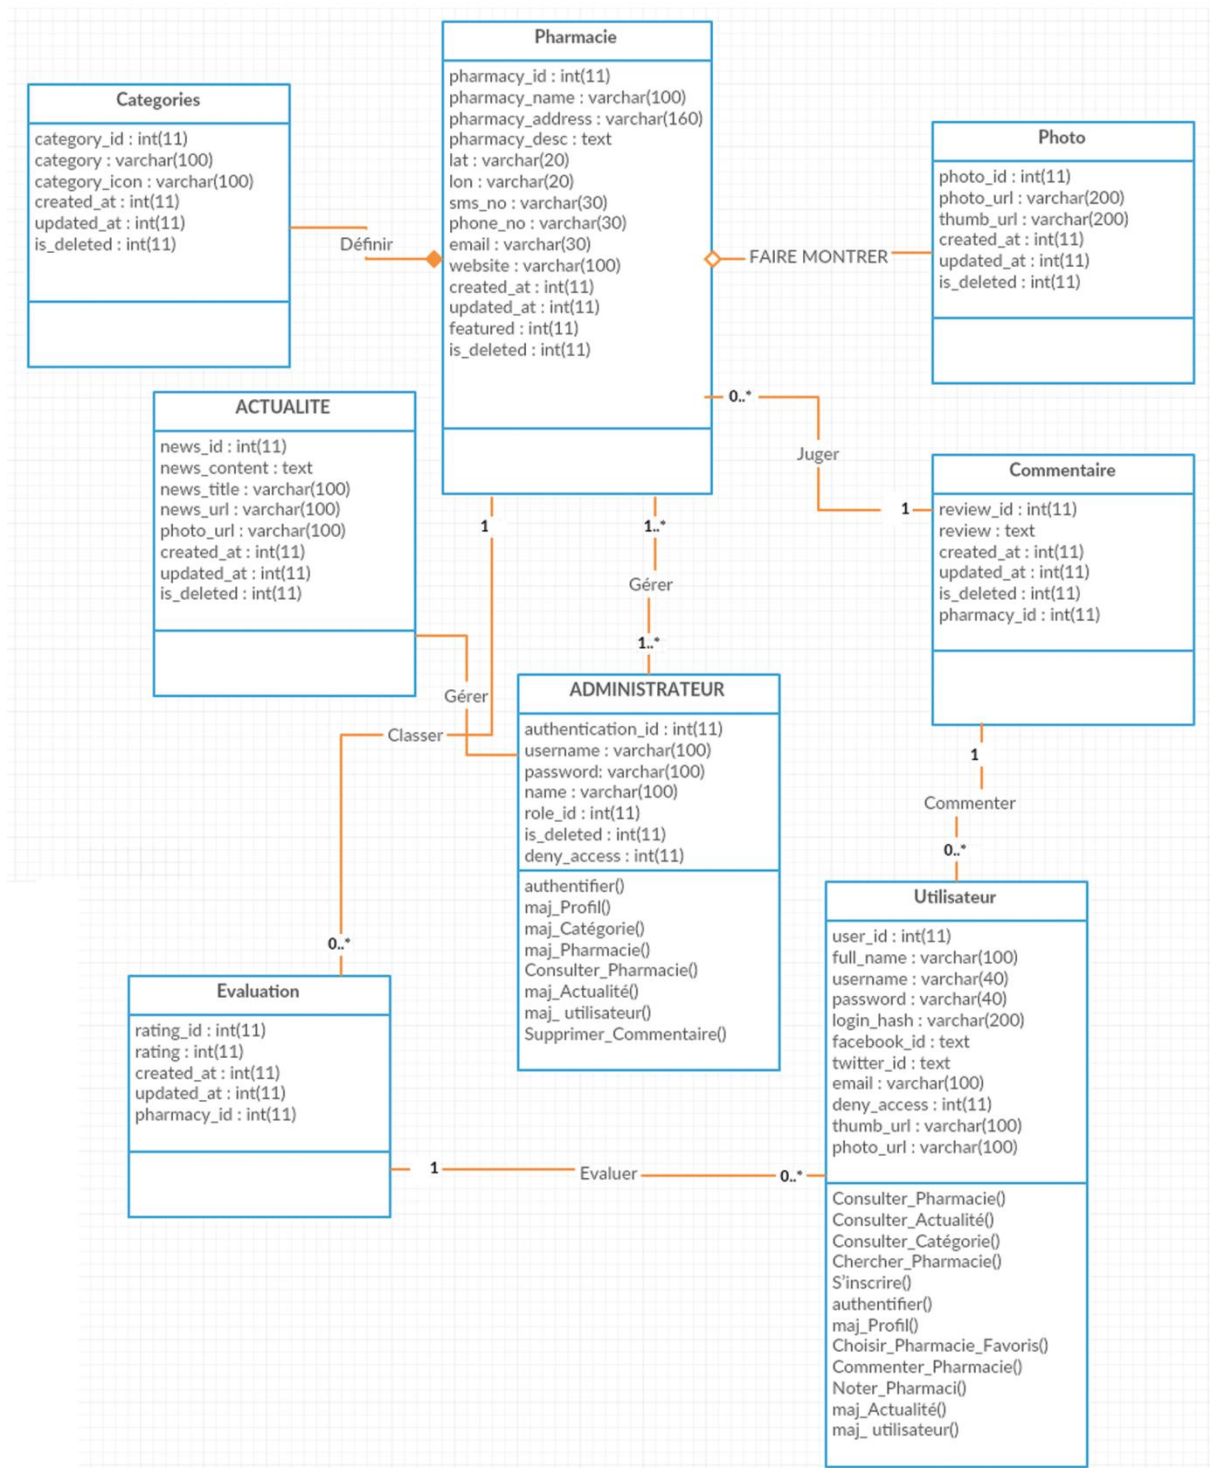 Pharmacie
pharmacy_id : int(11)
pharmacy_name : varchar(100)
pharmacy_address : varchar(160)
pharmacy_desc : text
lat : varchar(20)
lon : varchar(20)
sms_no : varchar(30)
phone_no : varchar(30)
email : varchar(30)
website : varchar(100)
created_at : int(11)
updated_at : int(11)
featured : int(11)
is_deleted : int(11)
Categories
category_id : int(11)
category : varchar(100)
category_icon : varchar(100)
created_at : int(11)
updated_at : int(11)
is_deleted : int(11)
Définir
FAIRE MONTRER
Photo
photo_id : int(11)
photo_url : varchar(200)
thumb_url : varchar(200)
created_at : int(11)
updated_at : int(11)
is_deleted : int(11)
ACTUALITE
news_id : int(11)
news_content : text
news_title : varchar(100)
news_url : varchar(100)
photo_url : varchar(100)
created_at : int(11)
updated_at : int(11)
is_deleted : int(11)
0..*
Juger
1
Commentaire
review_id : int(11)
review : text
created_at : int(11)
updated_at : int(11)
is_deleted : int(11)
pharmacy_id : int(11)
1
1..*
Gérer
1..*
Gérer
Classer
0..*
ADMINISTRATEUR
authentication_id : int(11)
username : varchar(100)
password: varchar(100)
name : varchar(100)
role_id : int(11)
is_deleted : int(11)
deny_access : int(11)
authentifier()
maj_Profil()
maj_Catégorie()
maj_Pharmacie()
Consulter_Pharmacie()
maj_Actualité()
maj_ utilisateur()
Supprimer_Commentaire()
1
Commenter
0..*
Evaluation
rating_id : int(11)
rating : int(11)
created_at : int(11)
updated_at : int(11)
pharmacy_id : int(11)
1
Evaluer
0..*
Utilisateur
user_id : int(11)
full_name : varchar(100)
username : varchar(40)
password : varchar(40)
login_hash : varchar(200)
facebook_id : text
twitter_id : text
email : varchar(100)
deny_access : int(11)
thumb_url : varchar(100)
photo_url : varchar(100)
Consulter_Pharmacie()
Consulter_Actualité()
Consulter_Catégorie()
Chercher_Pharmacie()
S'inscrire()
authentifier()
maj_Profil()
Choisir_Pharmacie_Favoris()
Commenter_Pharmacie()
Noter_Pharmaci()
maj_Actualité()
maj_ utilisateur()